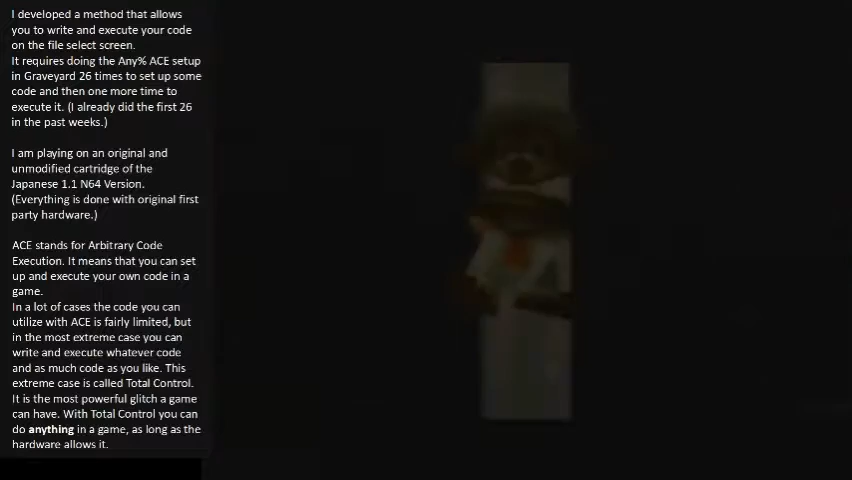 I developed a method that allows
you to write and execute your code
on the file select screen.
It requires doing the Any% ACE setup
in Graveyard 26 times to set up some
code and then one more time to
execute it. (I already did the first 26
in the past weeks.)
I am playing on an original and
unmodified cartridge of the
Japanese 1.1 N64 Version.
(Everything is done with original first
party hardware.)
ACE stands for Arbitrary Code
Execution. It means that you can set
up and execute your own code in a
game.
In a lot of cases the code you can
utilize with ACE is fairly limited, but
in the most extreme case you can
write and execute whatever code
and as much code as you like. This
extreme case is called Total Control.
It is the most powerful glitch a game
can have. With Total Control you can
do anything in a game, as long as the
hardware allows it.